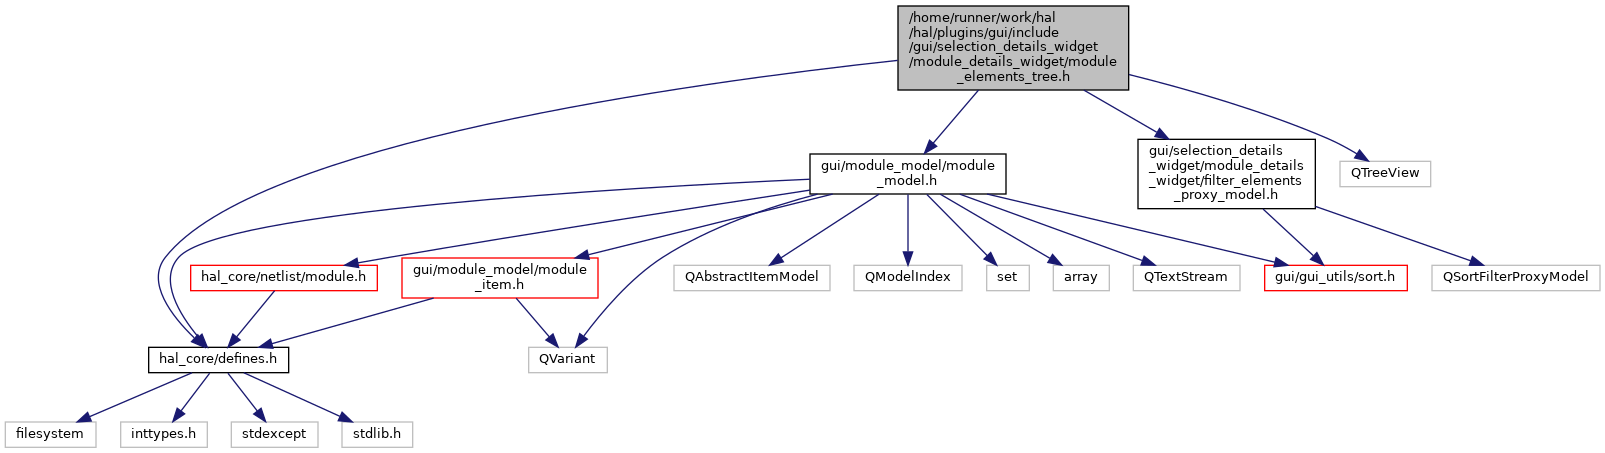 /home/runner/work/hal
/hal/plugins/gui/include
/gui/selection_details_widget
/module_details_widget/module
_elements_tree.h
gui/selection_details
_widget/module_details
_widget/filter_elements
_proxy_model.h
gui/module_model/module
_model.h
QTreeView
hal_core/netlist/module.h
gui/module_model/module
_item.h
QAbstractItemModel
QModelIndex
set
array
QTextStream
gui/gui_utils/sort.h
QSortFilterProxyModel
hal_core/defines.h
QVariant
filesystem
inttypes.h
stdexcept
stdlib.h